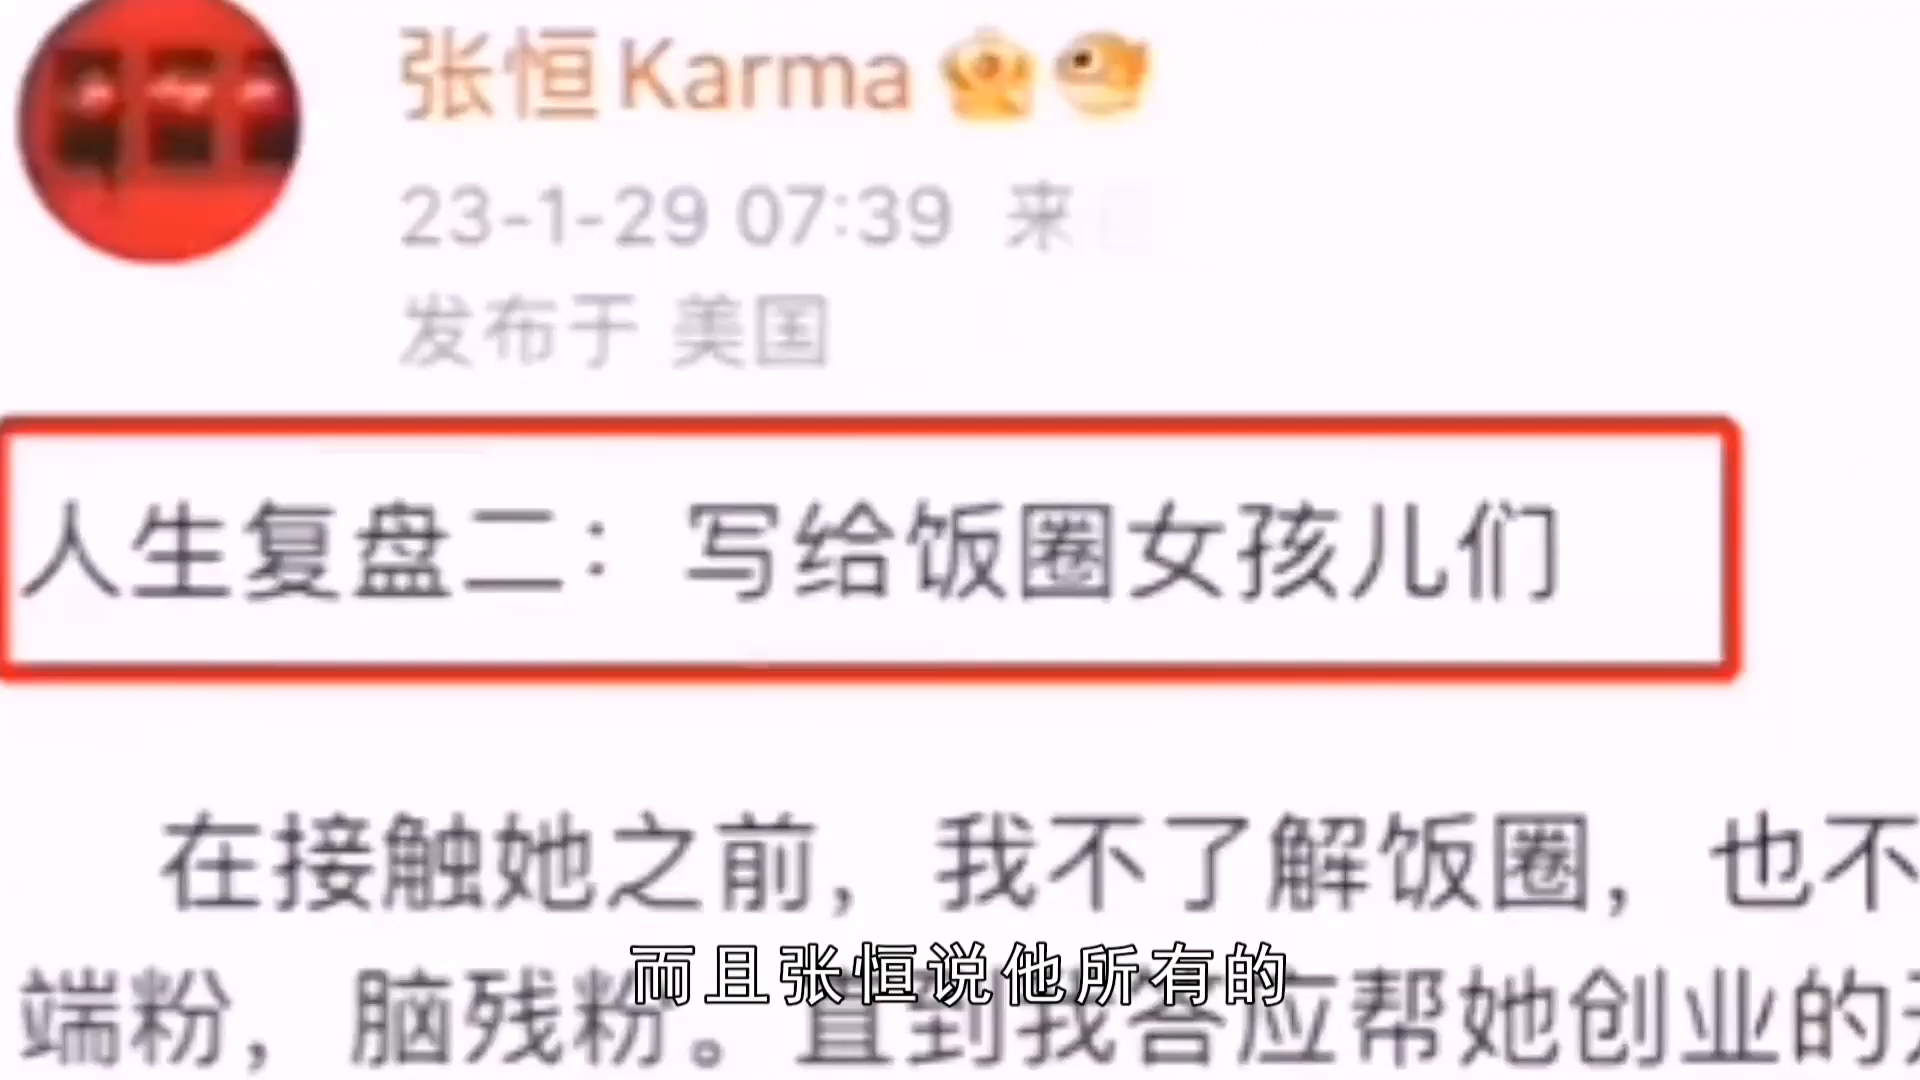 张恒Karma
23-1-29 07:39 来
发布于 美国
人生复盘二：写给饭圈女孩儿们
在接触她之前，我不了解饭圈，也不
端粉，脑残粉。直到我答应帮她创业的
而且张恒说他所有的